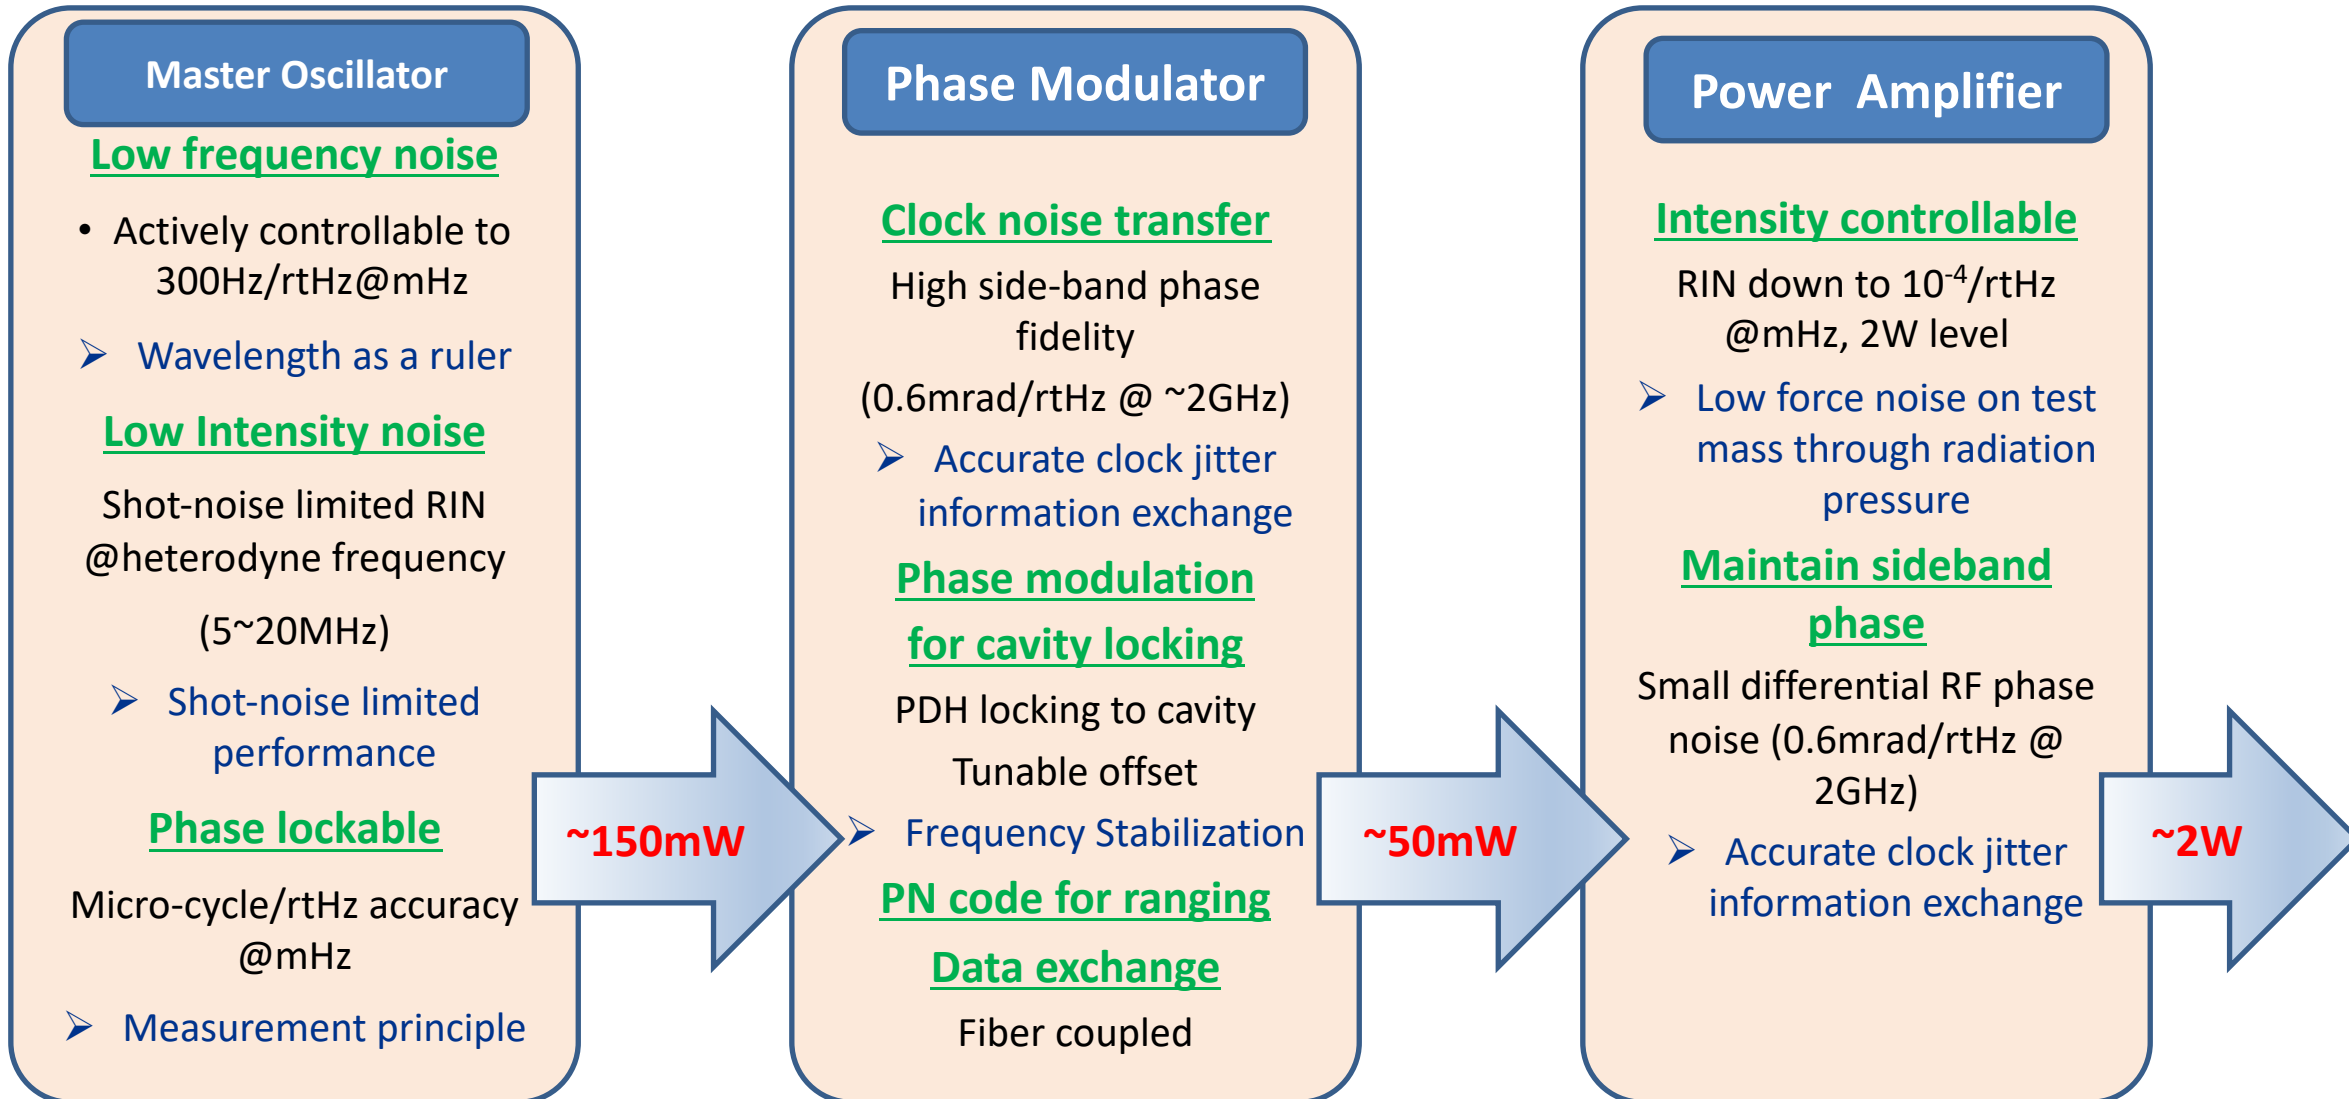 Master Oscillator
Low frequency noise
• Actively controllable to
300Hz/rtHz@mHz
➢ Wavelength as a ruler
Low Intensity noise
Shot-noise limited RIN
@heterodyne frequency
(5~20MHz)
➢ Shot-noise limited
performance
Phase lockable
Micro-cycle/rtHz accuracy
@mHz
➢ Measurement principle
~150mW
Phase Modulator
Clock noise transfer
High side-band phase
fidelity
(0.6mrad/rtHz @ ~2GHz)
➢ Accurate clock jitter
information exchange
Phase modulation
for cavity locking
PDH locking to cavity
Tunable offset
➢ Frequency Stabilization
PN code for ranging
Data exchange
Fiber coupled
~50mW
Power  Amplifier
Intensity controllable
RIN down to 10⁻⁴/rtHz
@mHz, 2W level
➢ Low force noise on test
mass through radiation
pressure
Maintain sideband
phase
Small differential RF phase
noise (0.6mrad/rtHz @
2GHz)
➢ Accurate clock jitter
information exchange
~2W